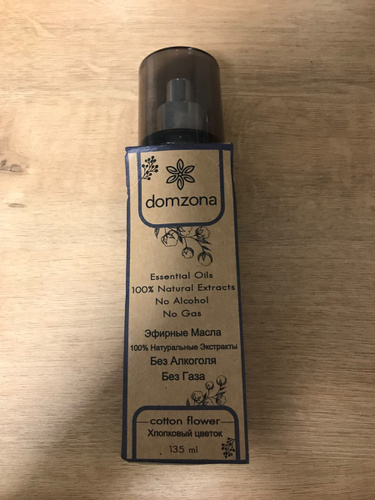 domzona
Essential Oils
100% Natural Extracts
No Alcohol
No Gas
Эфирные Масла
100% Натуральные Экстракты
Без Алкоголя
Без Газа
cotton flower
Хлопковый цветок
135 ml